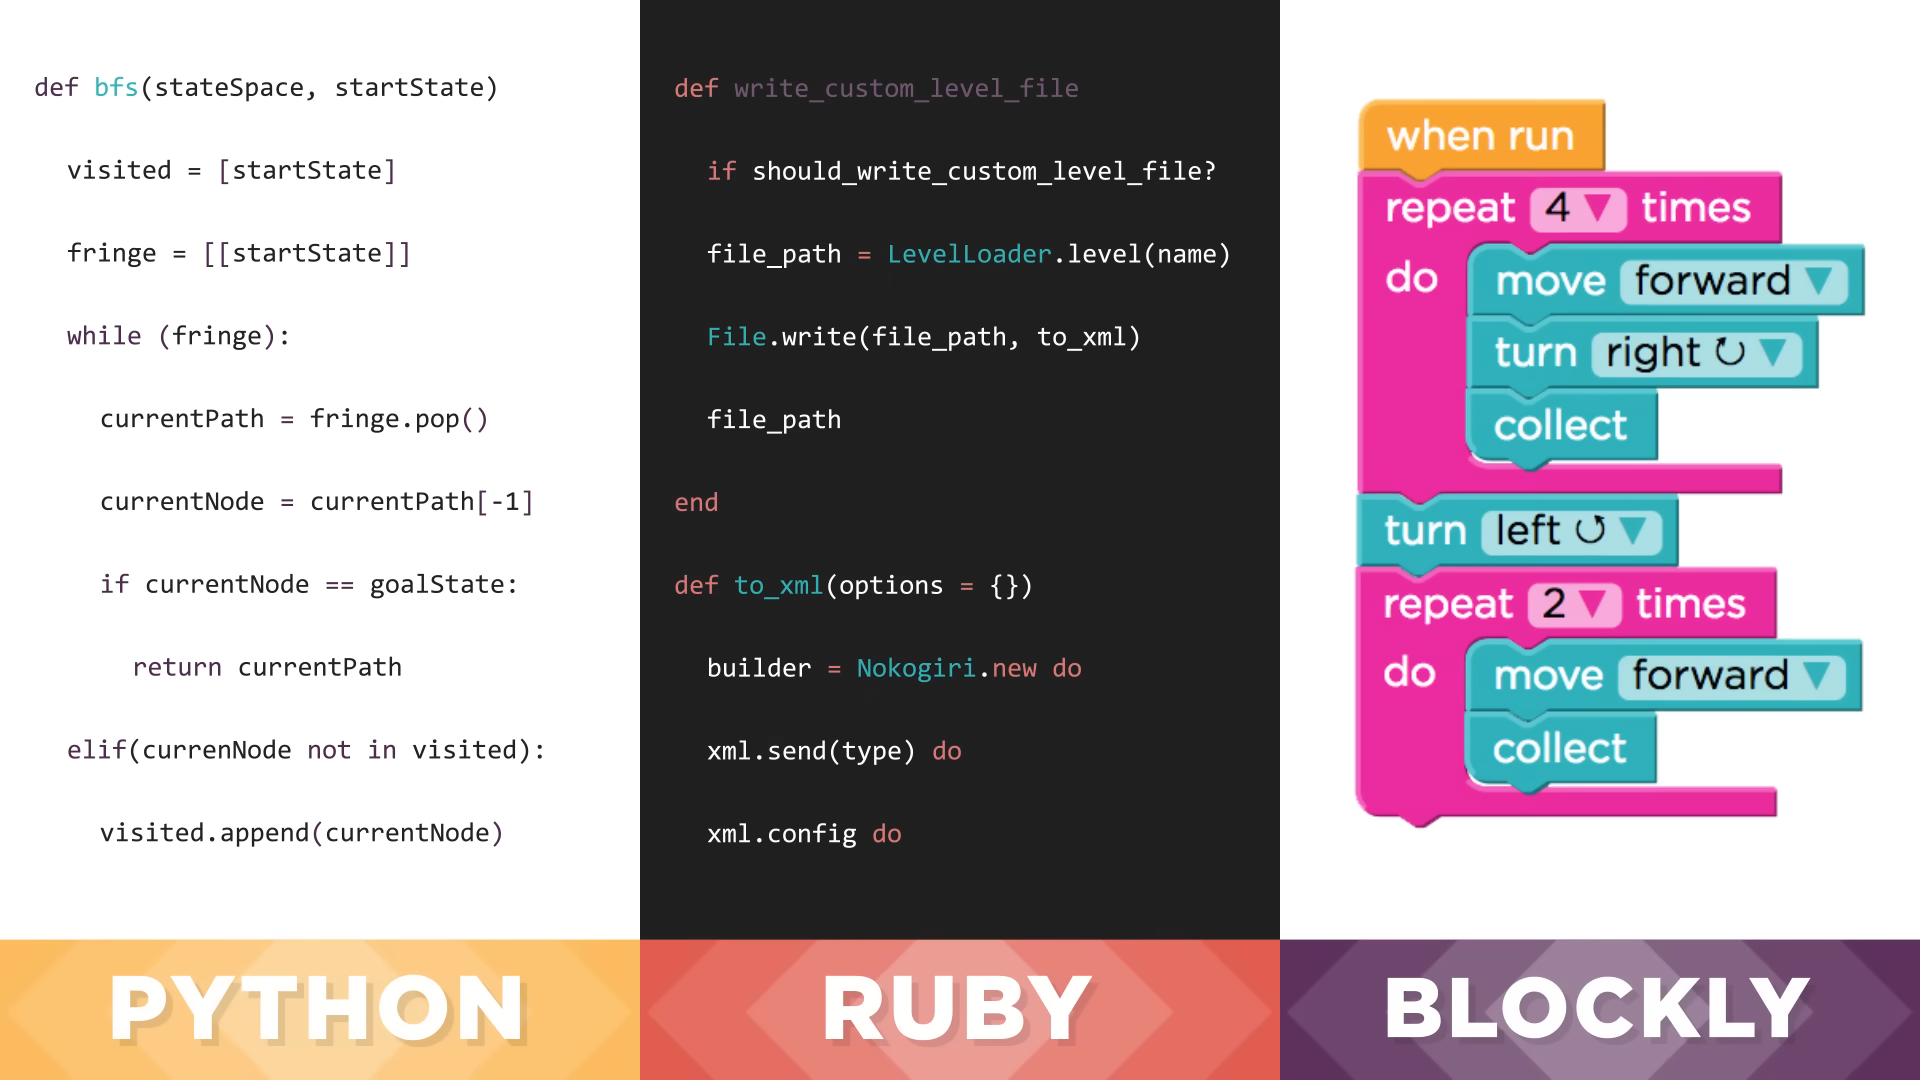 def bfs(stateSpace, startState)
visited = [startState]
fringe = [[startState]]
while (fringe):
currentPath = fringe.pop()
currentNode = currentPath[-1]
if currentNode == goalState:
return currentPath
elif(currenNode not in visited):
visited.append(currentNode)
PYTHON
def write_custom_level_file
if should_write_custom_level_file?
file_path = LevelLoader.level(name)
File.write(file_path, to_xml)
file_path
end
def to_xml(options = {})
builder = Nokogiri.new do
xml.send(type) do
xml.config do
RUBY
when run
repeat 4 ▼ times
do move forward ▼
turn right ↻ ▼
collect
turn left ↺ ▼
repeat 2 ▼ times
do move forward ▼
collect
BLOCKLY